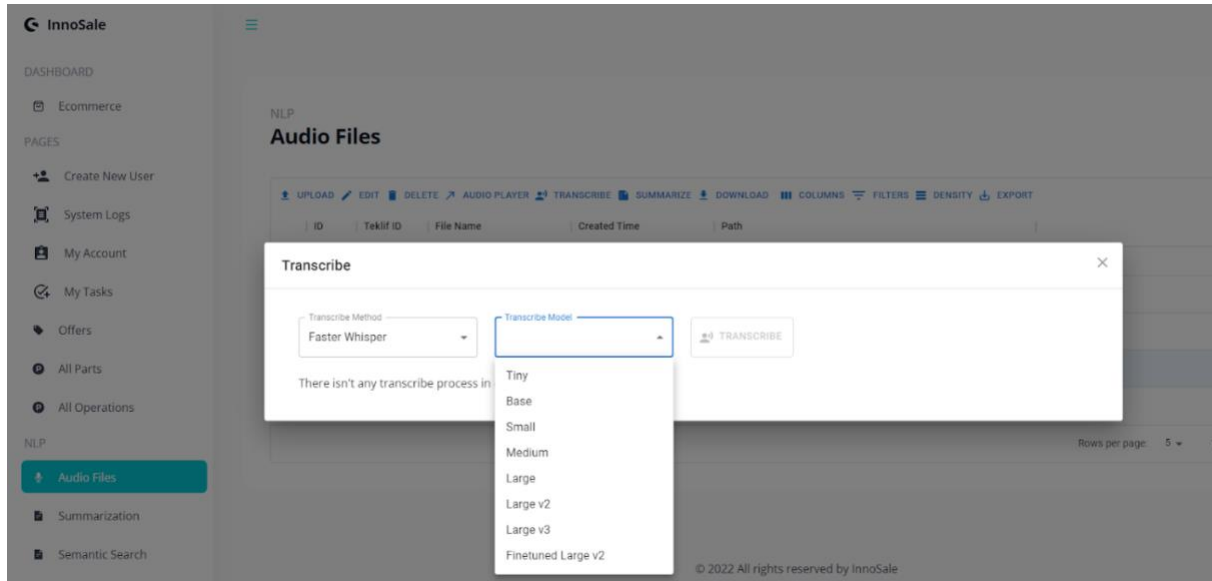 InnoSale
DASHBOARD
Ecommerce
PAGES
Create New User
System Logs
My Account
My Tasks
Offers
All Parts
All Operations
NLP
Audio Files
Summarization
Semantic Search
NLP
Audio Files
UPLOAD EDIT DELETE AUDIO PLAYER TRANSCRIBE SUMMARIZE DOWNLOAD COLUMNS FILTERS DENSITY EXPORT
ID Teklif ID File Name Created Time Path
Transcribe
Transcribe Method Transcribe Model
Faster Whisper TRANSCRIBE
There isn't any transcribe process in
Tiny
Base
Small
Medium
Large
Large v2
Large v3
Finetuned Large v2
Rows per page: 5
© 2022 All rights reserved by InnoSale